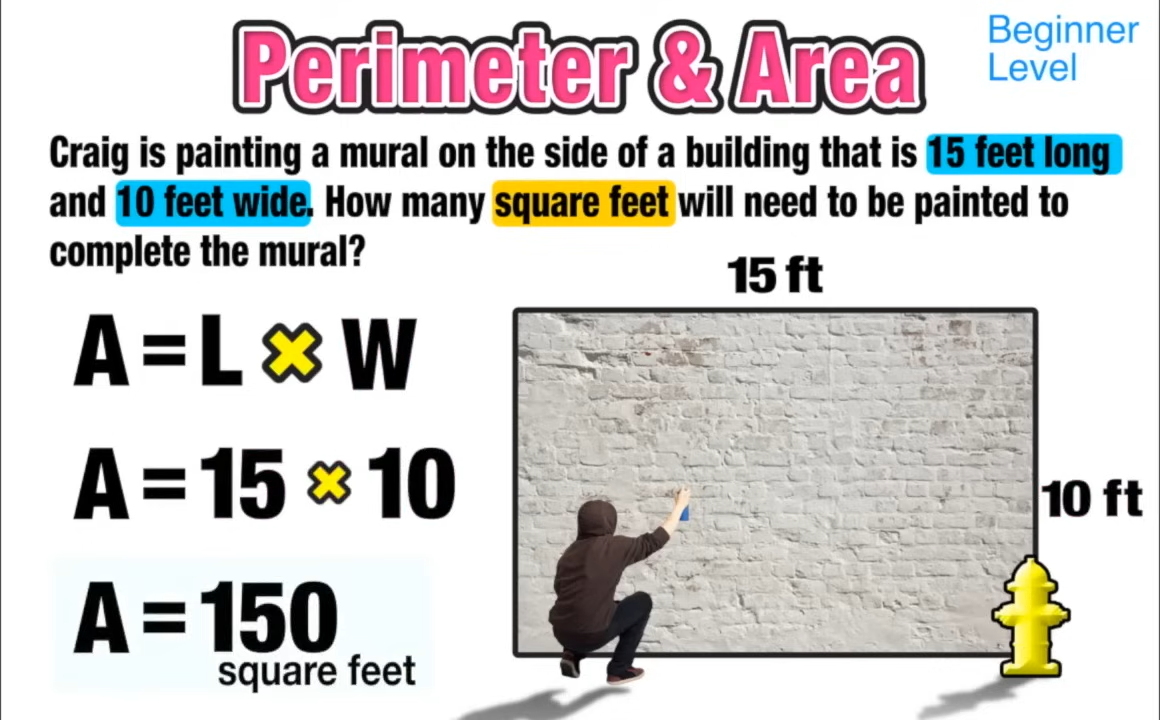 Perimeter & Area
Beginner
Level
Craig is painting a mural on the side of a building that is 15 feet long
and 10 feet wide. How many square feet will need to be painted to
complete the mural?
15 ft
A = L × W
A = 15 × 10
10 ft
A = 150
square feet